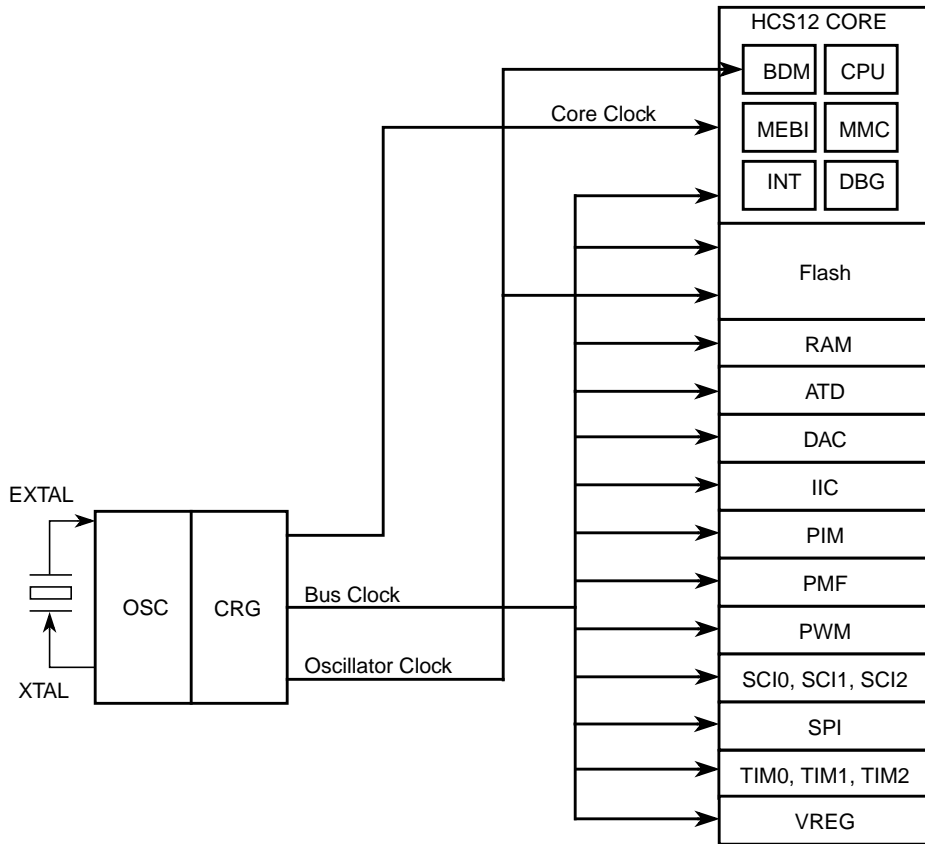 HCS12 CORE
BDM CPU
Core Clock
MEBI MMC
INT DBG
Flash
RAM
ATD
DAC
IIC
EXTAL
PIM
PMF
OSC CRG
Bus Clock
PWM
Oscillator Clock
XTAL
SCI0, SCI1, SCI2
SPI
TIM0, TIM1, TIM2
VREG